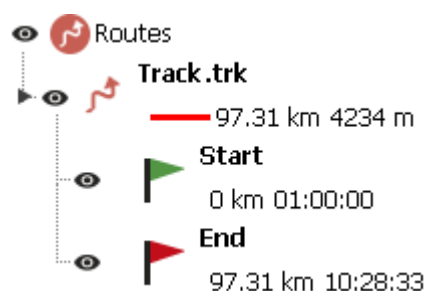 Routes
Track.trk
97.31 km 4234 m
Start
0 km 01:00:00
End
97.31 km 10:28:33